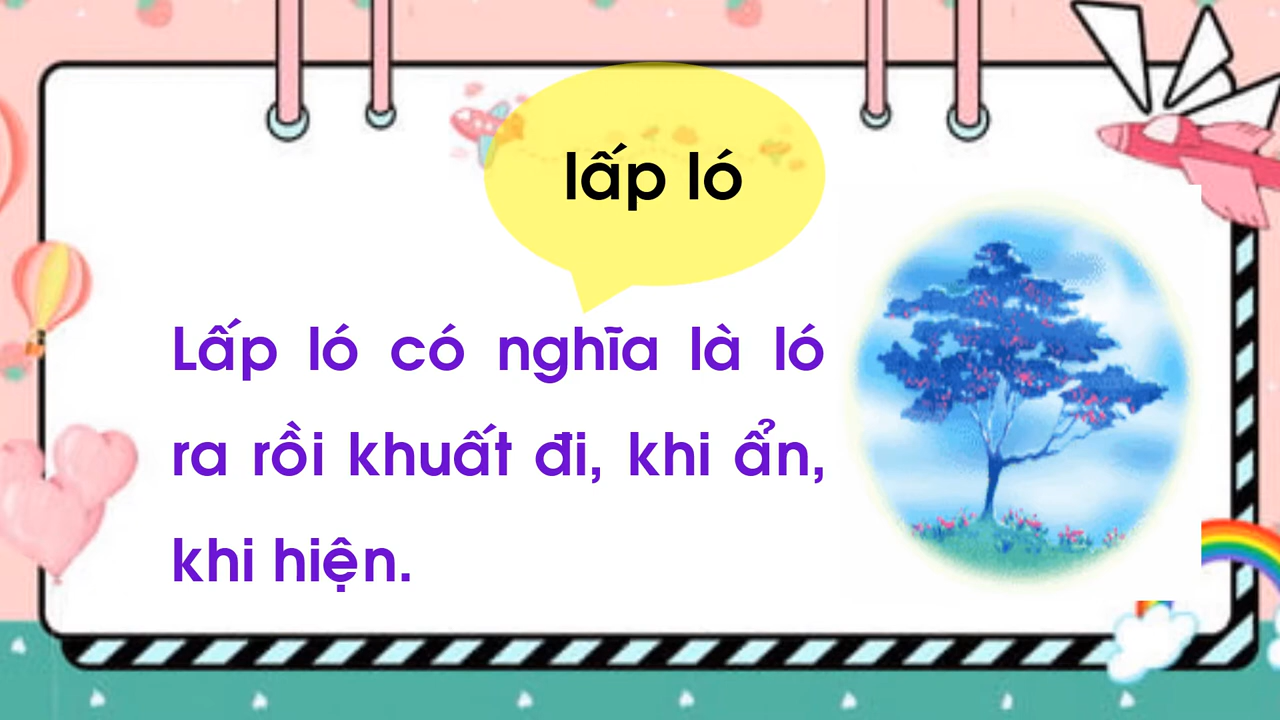 lấp ló
Lấp ló có nghĩa là ló
ra rồi khuất đi, khi ẩn,
khi hiện.